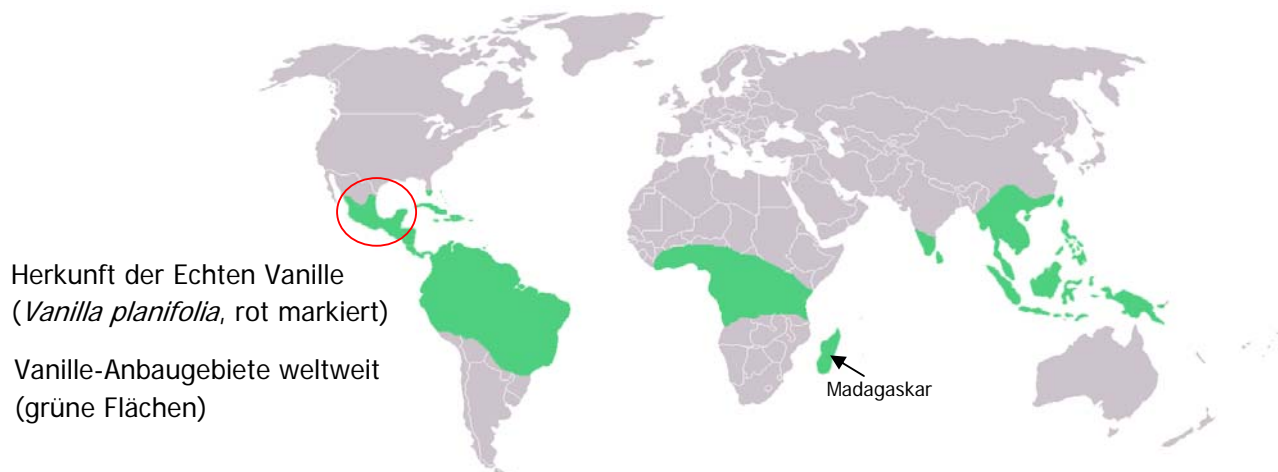 Herkunft der Echten Vanille
(Vanilla planifolia, rot markiert)
Vanille-Anbaugebiete weltweit
(grüne Flächen)
Madagaskar